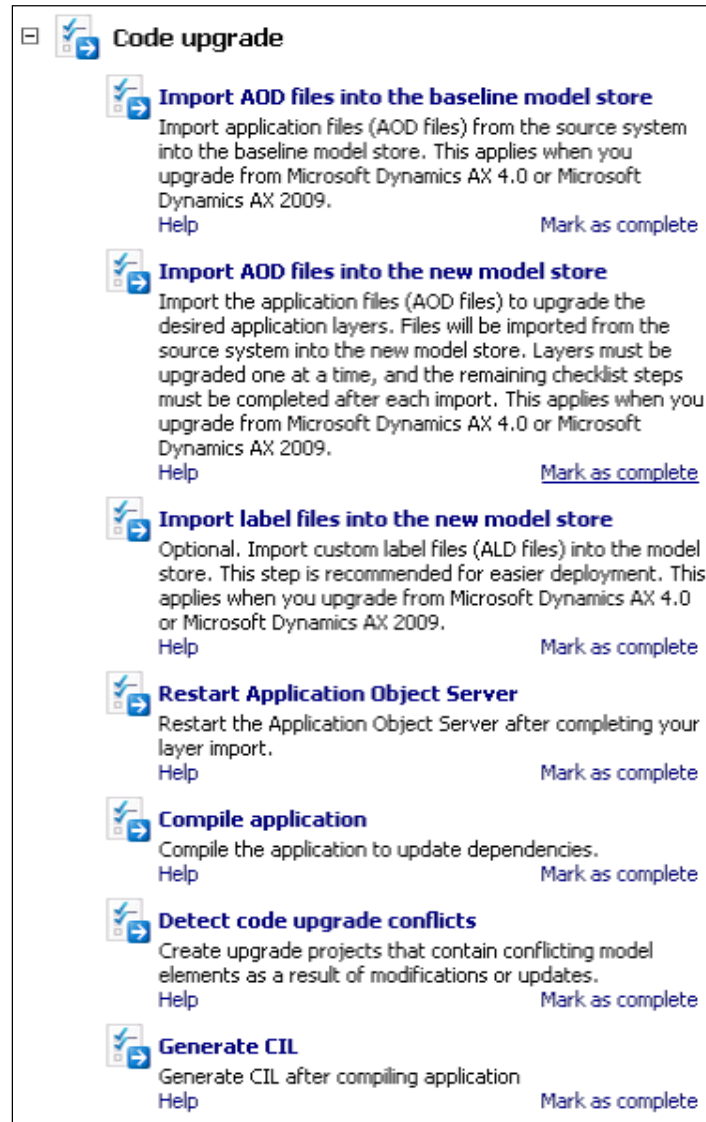 Code upgrade
Import AOD files into the baseline model store
Import application files (AOD files) from the source system
into the baseline model store. This applies when you
upgrade from Microsoft Dynamics AX 4.0 or Microsoft
Dynamics AX 2009.
Help Mark as complete
Import AOD files into the new model store
Import the application files (AOD files) to upgrade the
desired application layers. Files will be imported from the
source system into the new model store. Layers must be
upgraded one at a time, and the remaining checklist steps
must be completed after each import. This applies when you
upgrade from Microsoft Dynamics AX 4.0 or Microsoft
Dynamics AX 2009.
Help Mark as complete
Import label files into the new model store
Optional. Import custom label files (ALD files) into the model
store. This step is recommended for easier deployment. This
applies when you upgrade from Microsoft Dynamics AX 4.0
or Microsoft Dynamics AX 2009.
Help Mark as complete
Restart Application Object Server
Restart the Application Object Server after completing your
layer import.
Help Mark as complete
Compile application
Compile the application to update dependencies.
Help Mark as complete
Detect code upgrade conflicts
Create upgrade projects that contain conflicting model
elements as a result of modifications or updates.
Help Mark as complete
Generate CIL
Generate CIL after compiling application
Help Mark as complete